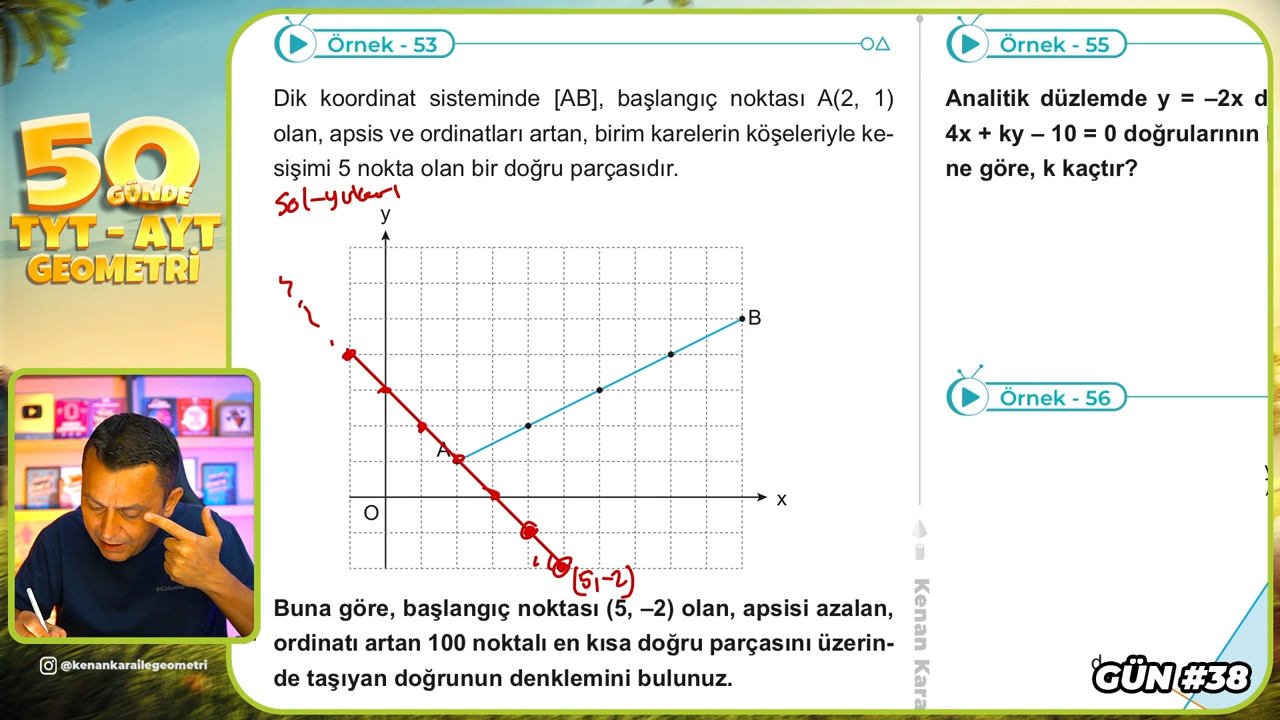 50
GÜNDE
TYT - AYT
GEOMETRİ
Örnek - 53
Dik koordinat sisteminde [AB], başlangıç noktası A(2, 1)
olan, apsis ve ordinatları artan, birim karelerin köşeleriyle ke-
sişimi 5 nokta olan bir doğru parçasıdır.
Sol-yukarı
y
B
A
O
x
(5,-2)
Buna göre, başlangıç noktası (5, –2) olan, apsisi azalan,
ordinatı artan 100 noktalı en kısa doğru parçasını üzerin-
de taşıyan doğrunun denklemini bulunuz.
Örnek - 55
Analitik düzlemde y = –2x d
4x + ky – 10 = 0 doğrularının
ne göre, k kaçtır?
Örnek - 56
Kenan Kara
d
GÜN #38
@kenankarailegeometri